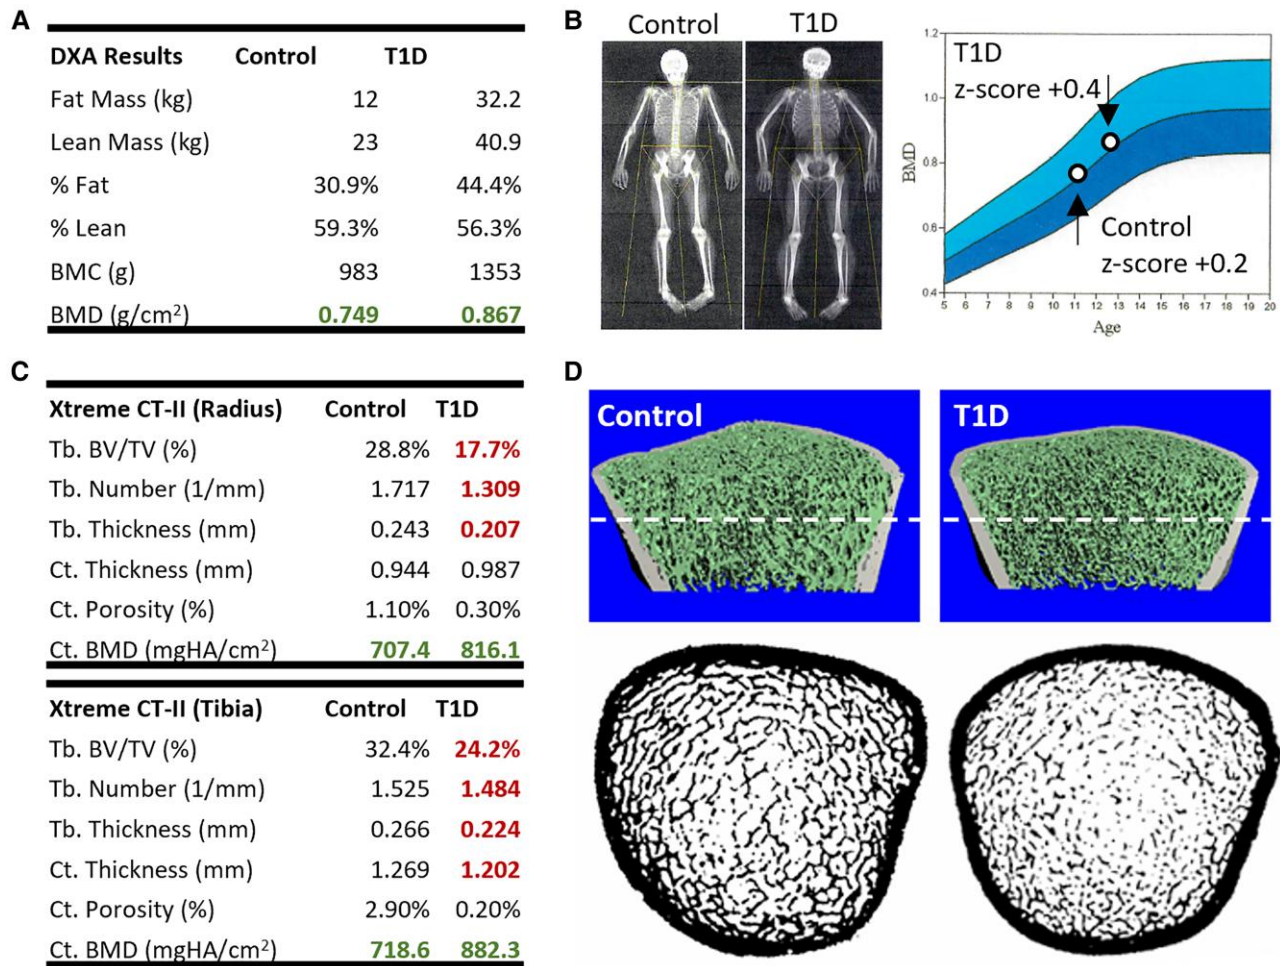 A
DXA Results Control T1D
Fat Mass (kg) 12 32.2
Lean Mass (kg) 23 40.9
% Fat 30.9% 44.4%
% Lean 59.3% 56.3%
BMC (g) 983 1353
BMD (g/cm²) 0.749 0.867
B
Control T1D
T1D
z-score +0.4
Control
z-score +0.2
BMD
1.2
1.0
0.8
0.6
0.4
5 6 7 8 9 10 11 12 13 14 15 16 17 18 19 20
Age
C
Xtreme CT-II (Radius) Control T1D
Tb. BV/TV (%) 28.8% 17.7%
Tb. Number (1/mm) 1.717 1.309
Tb. Thickness (mm) 0.243 0.207
Ct. Thickness (mm) 0.944 0.987
Ct. Porosity (%) 1.10% 0.30%
Ct. BMD (mgHA/cm²) 707.4 816.1
Xtreme CT-II (Tibia) Control T1D
Tb. BV/TV (%) 32.4% 24.2%
Tb. Number (1/mm) 1.525 1.484
Tb. Thickness (mm) 0.266 0.224
Ct. Thickness (mm) 1.269 1.202
Ct. Porosity (%) 2.90% 0.20%
Ct. BMD (mgHA/cm²) 718.6 882.3
D
Control T1D